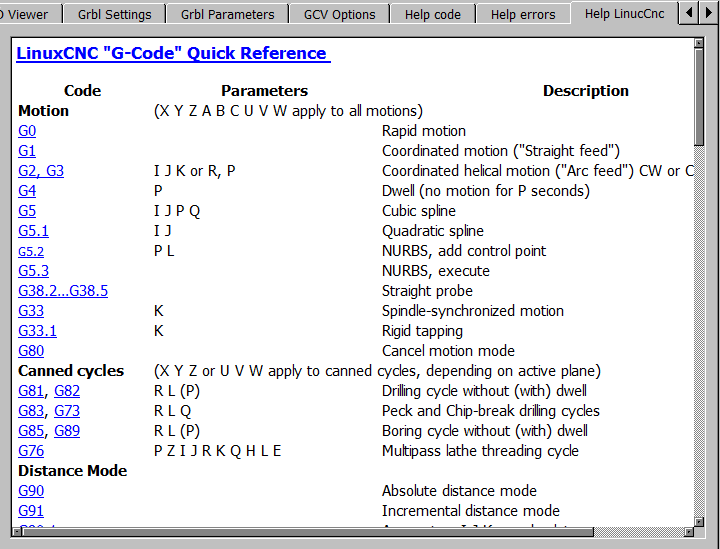 Viewer Grbl Settings Grbl Parameters GCV Options Help code Help errors Help LinucCnc
LinuxCNC "G-Code" Quick Reference
Code Parameters Description
Motion (X Y Z A B C U V W apply to all motions)
G0 Rapid motion
G1 Coordinated motion ("Straight feed")
G2, G3 I J K or R, P Coordinated helical motion ("Arc feed") CW or C
G4 P Dwell (no motion for P seconds)
G5 I J P Q Cubic spline
G5.1 I J Quadratic spline
G5.2 P L NURBS, add control point
G5.3 NURBS, execute
G38.2...G38.5 Straight probe
G33 K Spindle-synchronized motion
G33.1 K Rigid tapping
G80 Cancel motion mode
Canned cycles (X Y Z or U V W apply to canned cycles, depending on active plane)
G81, G82 R L (P) Drilling cycle without (with) dwell
G83, G73 R L Q Peck and Chip-break drilling cycles
G85, G89 R L (P) Boring cycle without (with) dwell
G76 P Z I J R K Q H L E Multipass lathe threading cycle
Distance Mode
G90 Absolute distance mode
G91 Incremental distance mode